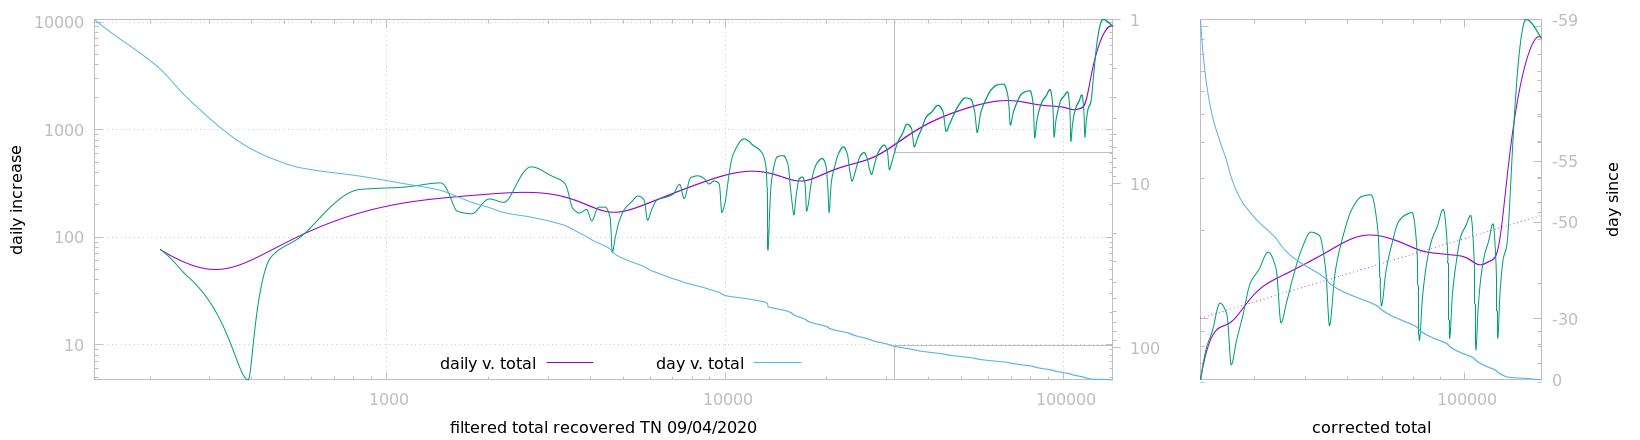 10000
1000
100
10
daily increase
1
10
100
daily v. total
day v. total
1000
10000
100000
filtered total recovered TN 09/04/2020
-59
-55
-50
-30
0
day since
100000
corrected total